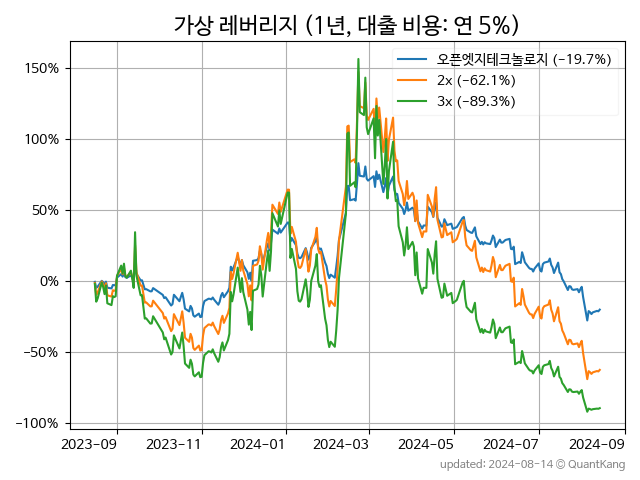 가상 레버리지 (1년, 대출 비용: 연 5%)
오픈엣지테크놀로지 (−19.7%)
2x (−62.1%)
3x (−89.3%)
150%
100%
50%
0%
−50%
−100%
2023-09 2023-11 2024-01 2024-03 2024-05 2024-07 2024-09
updated: 2024-08-14 © QuantKang